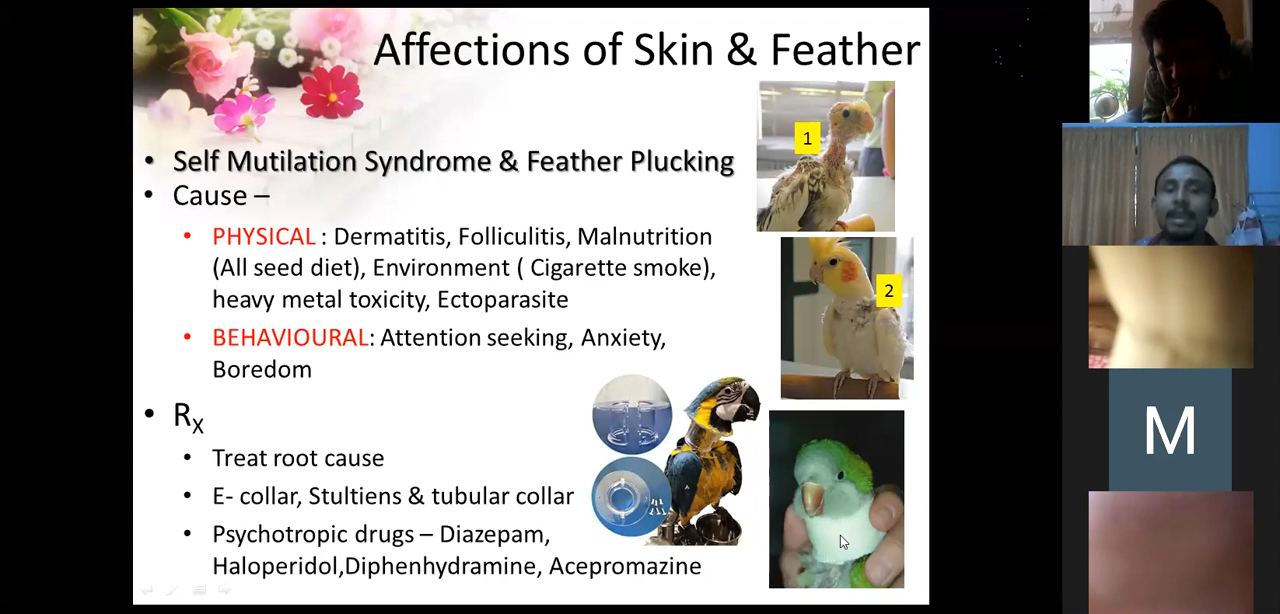 Affections of Skin & Feather
• Self Mutilation Syndrome & Feather Plucking
• Cause –
• PHYSICAL : Dermatitis, Folliculitis, Malnutrition
(All seed diet), Environment ( Cigarette smoke),
heavy metal toxicity, Ectoparasite
• BEHAVIOURAL: Attention seeking, Anxiety,
Boredom
• RX
• Treat root cause
• E- collar, Stultiens & tubular collar
• Psychotropic drugs – Diazepam,
Haloperidol,Diphenhydramine, Acepromazine
1
2
M